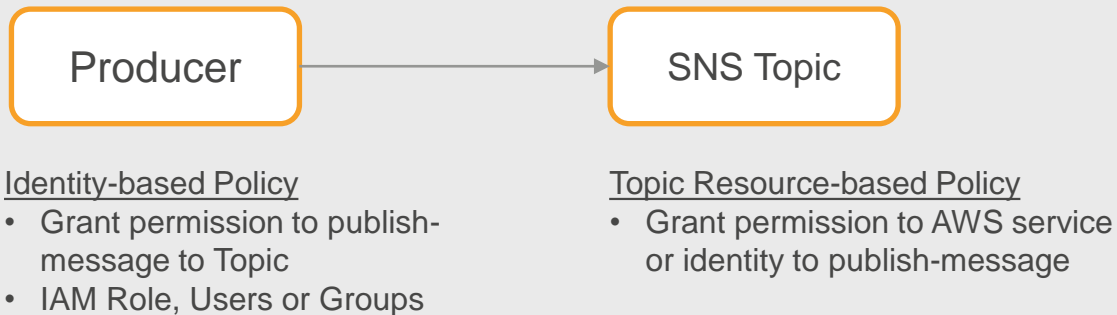 Producer
SNS Topic
Identity-based Policy
• Grant permission to publish-
message to Topic
• IAM Role, Users or Groups
Topic Resource-based Policy
• Grant permission to AWS service
or identity to publish-message